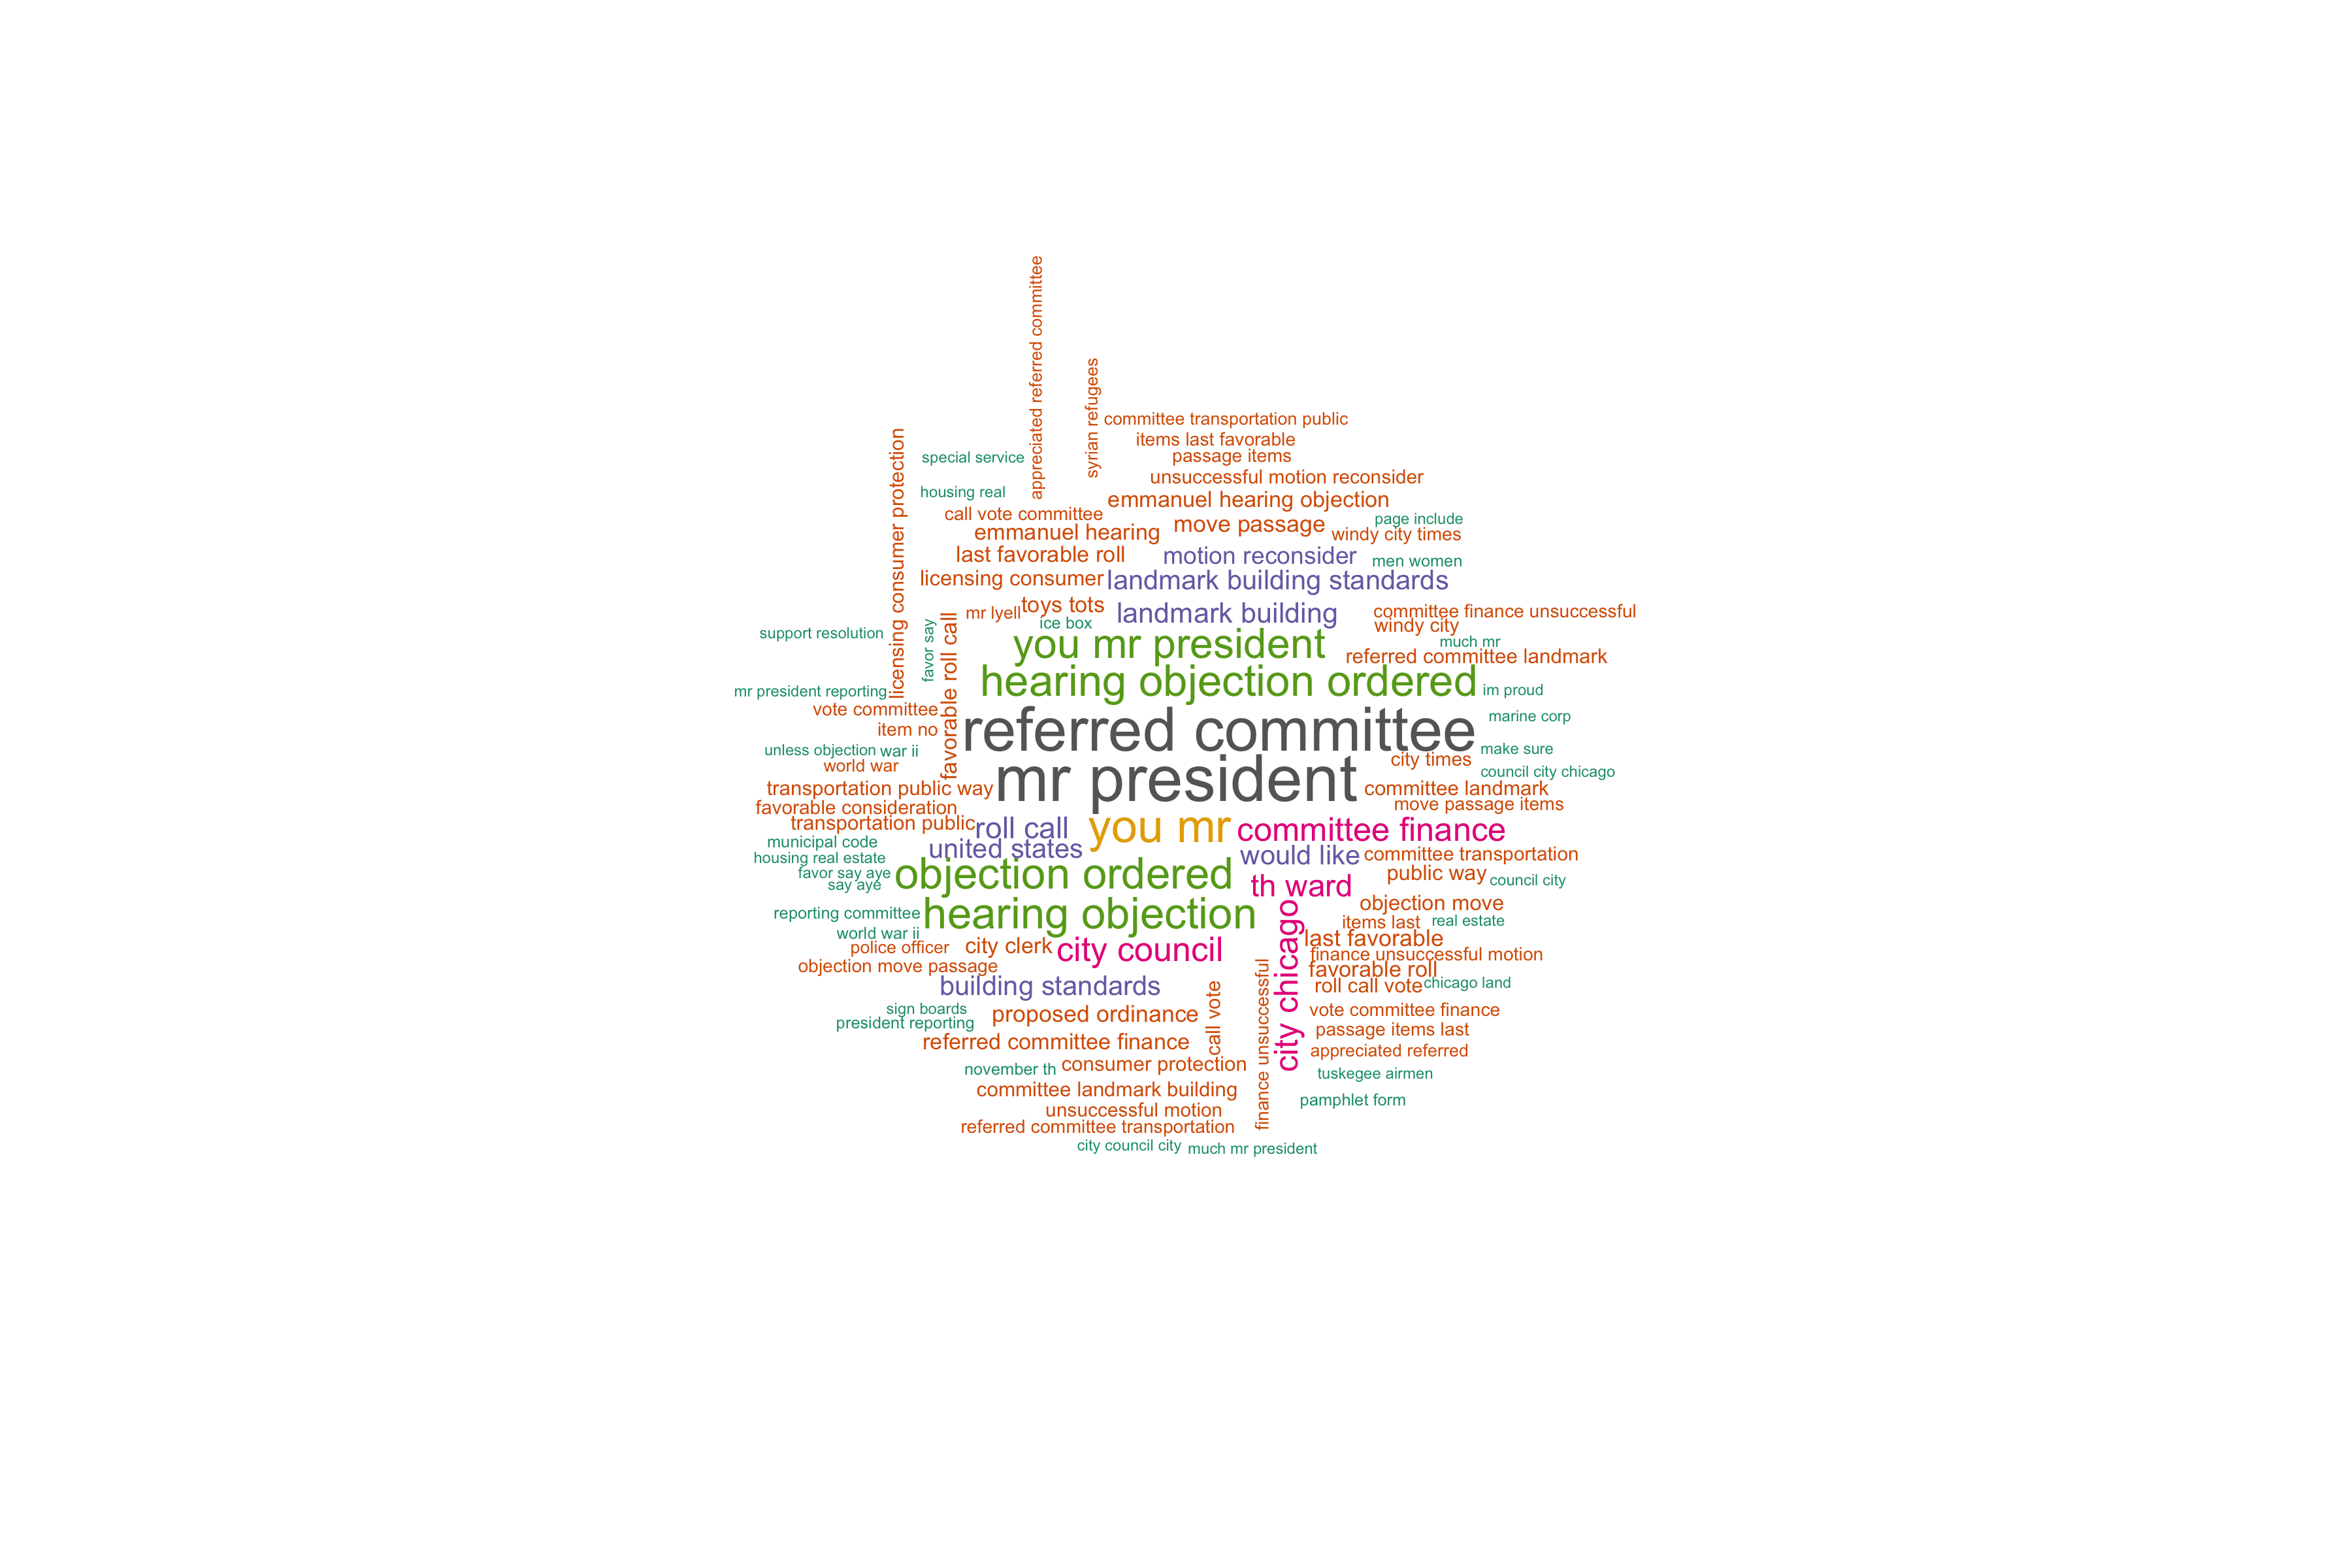 appreciated referred committee
syrian refugees
committee transportation public
licensing consumer protection
items last favorable
special service
passage items
unsuccessful motion reconsider
housing real
emmanuel hearing objection
call vote committee
page include
move passage
emmanuel hearing
windy city times
last favorable roll
motion reconsider
men women
licensing consumer
landmark building standards
toys tots
mr lyell
landmark building
committee finance unsuccessful
favorable roll call
favor say
ice box
windy city
support resolution
you mr president
much mr
referred committee landmark
hearing objection ordered
mr president reporting
im proud
vote committee
marine corp
item no
referred committee
unless objection
war ii
make sure
city times
world war
council city chicago
mr president
transportation public way
committee landmark
favorable consideration
move passage items
transportation public
roll call
you mr
committee finance
municipal code
united states
would like
committee transportation
housing real estate
favor say aye
objection ordered
public way
say aye
th ward
council city
city chicago
objection move
reporting committee
hearing objection
items last
real estate
world war ii
last favorable
police officer
city clerk
city council
finance unsuccessful motion
objection move passage
favorable roll
finance unsuccessful
building standards
call vote
roll call vote
chicago land
sign boards
vote committee finance
president reporting
proposed ordinance
passage items last
referred committee finance
appreciated referred
november th
consumer protection
tuskegee airmen
committee landmark building
pamphlet form
unsuccessful motion
referred committee transportation
city council city
much mr president